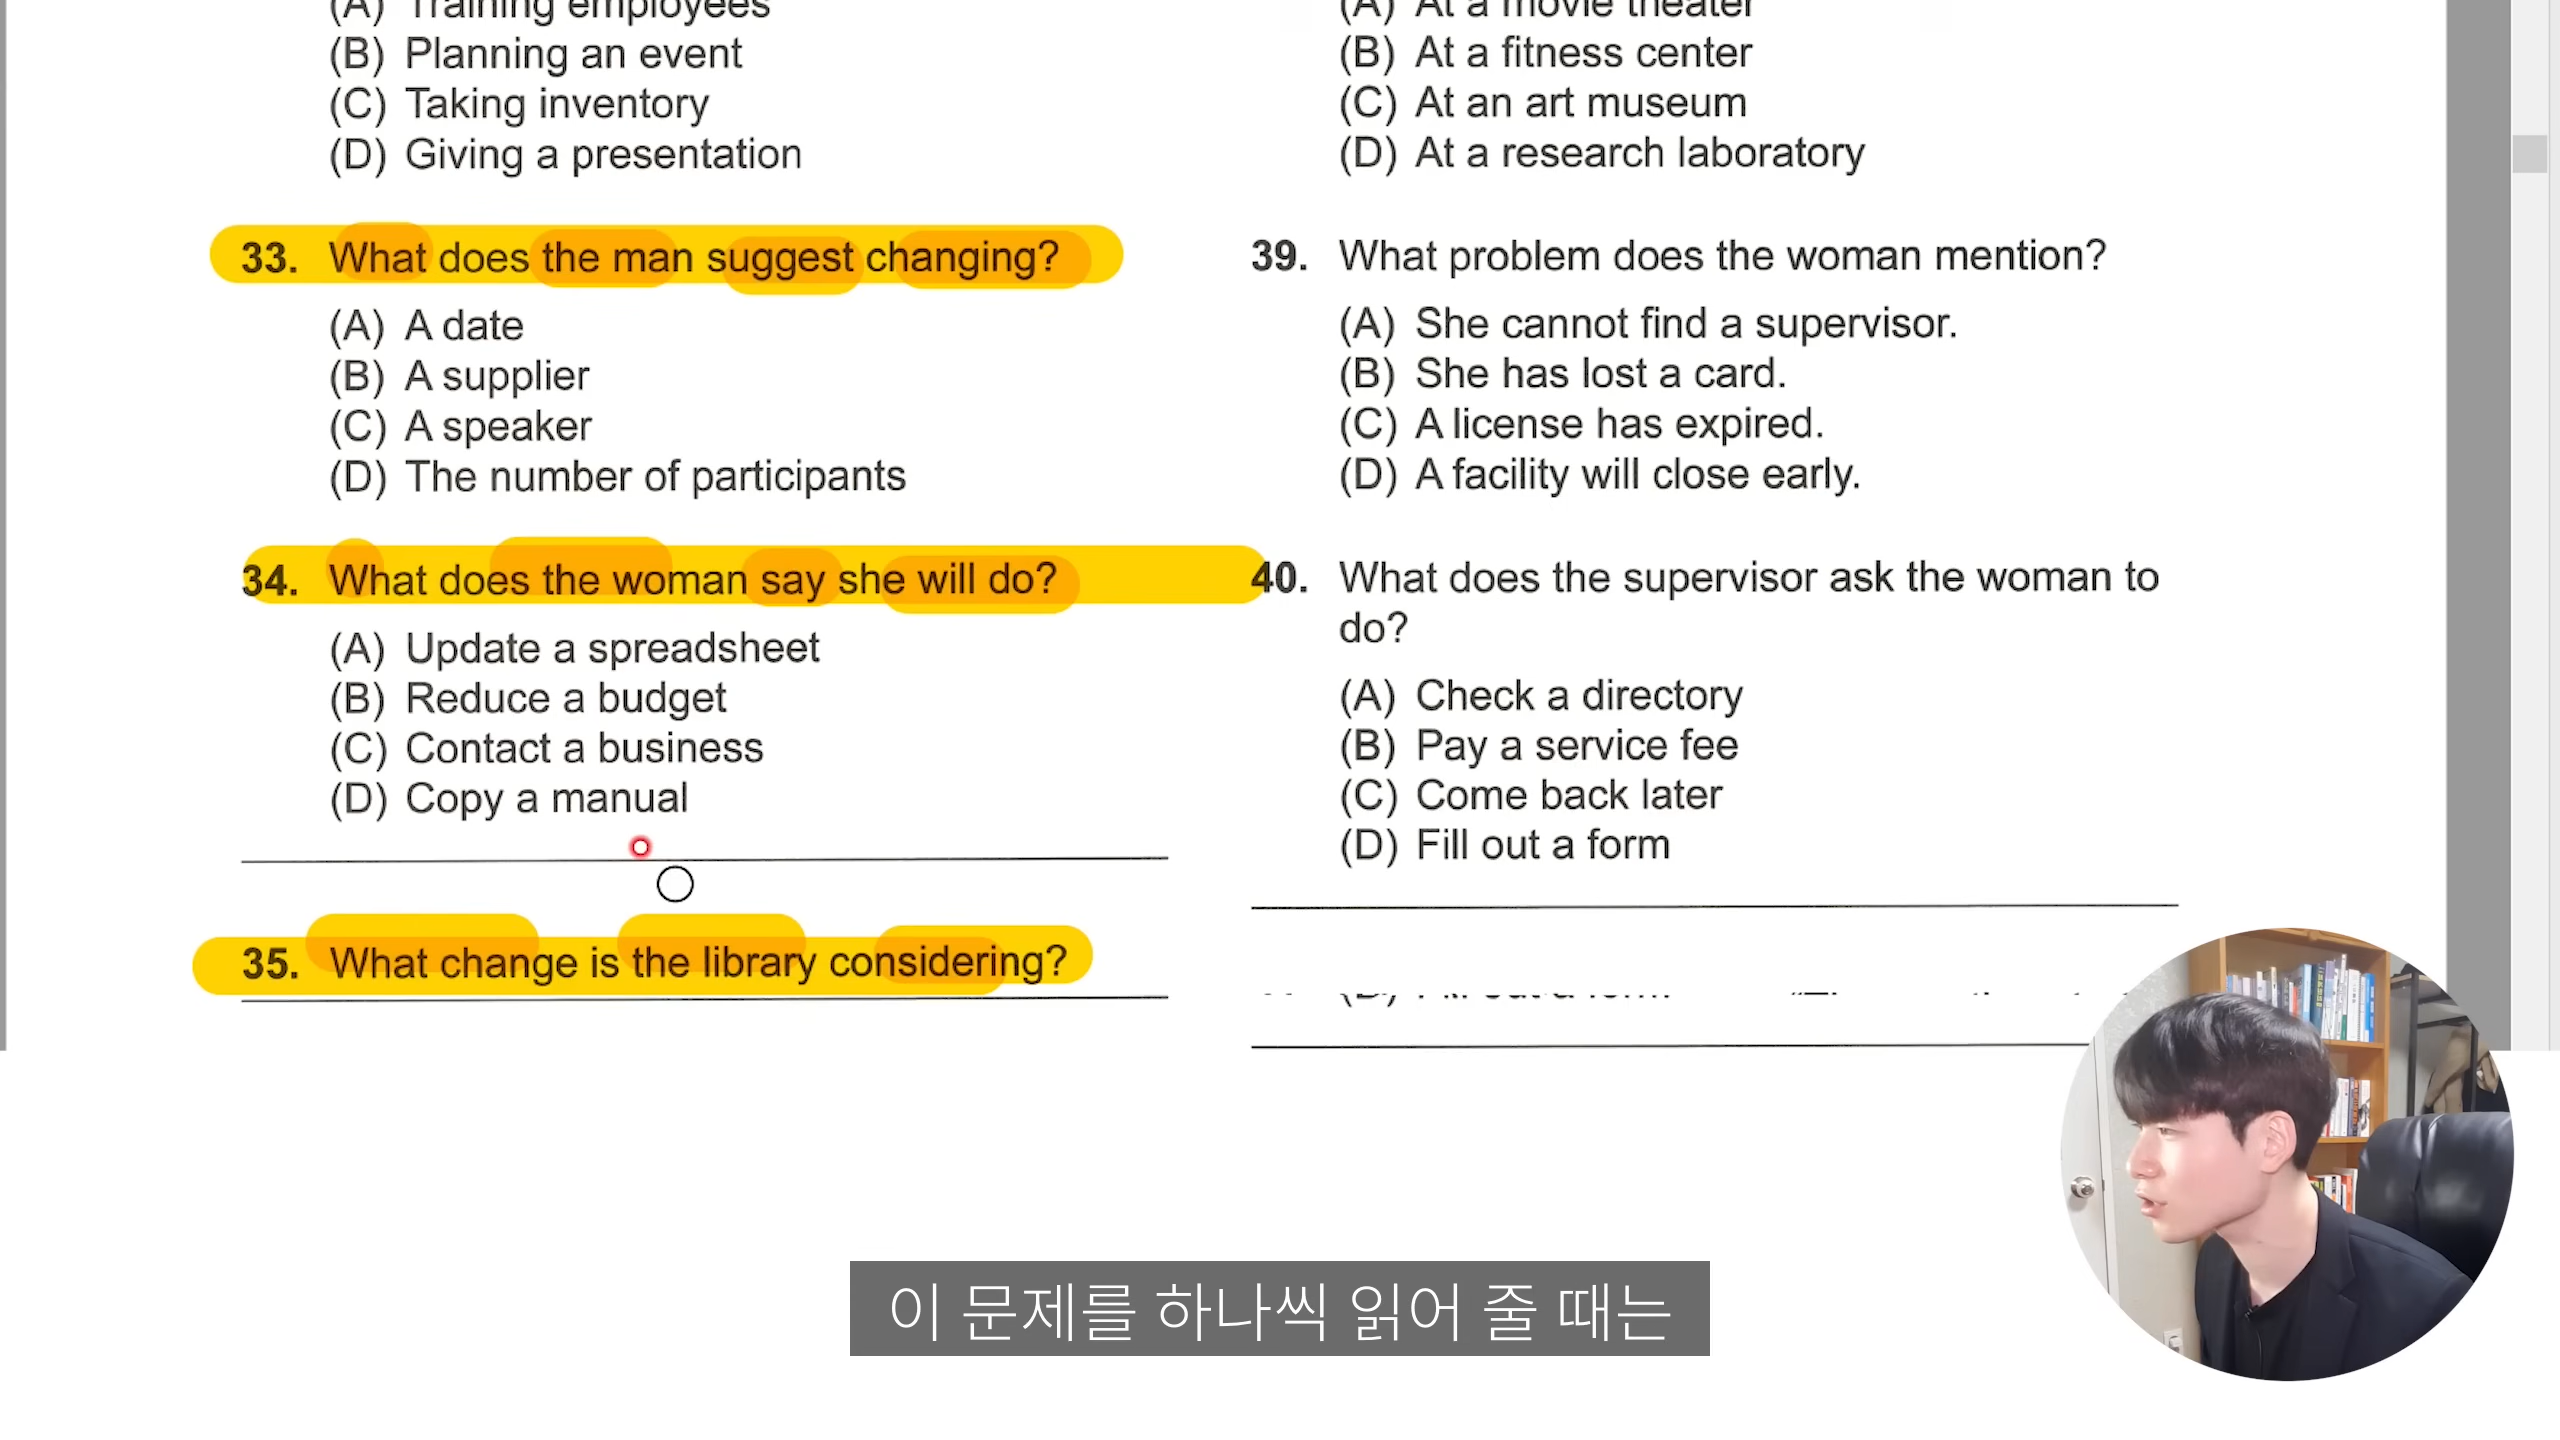 (A) Training employees
(B) Planning an event
(C) Taking inventory
(D) Giving a presentation
33. What does the man suggest changing?
(A) A date
(B) A supplier
(C) A speaker
(D) The number of participants
34. What does the woman say she will do?
(A) Update a spreadsheet
(B) Reduce a budget
(C) Contact a business
(D) Copy a manual
35. What change is the library considering?
(A) At a movie theater
(B) At a fitness center
(C) At an art museum
(D) At a research laboratory
39. What problem does the woman mention?
(A) She cannot find a supervisor.
(B) She has lost a card.
(C) A license has expired.
(D) A facility will close early.
40. What does the supervisor ask the woman to
do?
(A) Check a directory
(B) Pay a service fee
(C) Come back later
(D) Fill out a form
이 문제를 하나씩 읽어 줄 때는